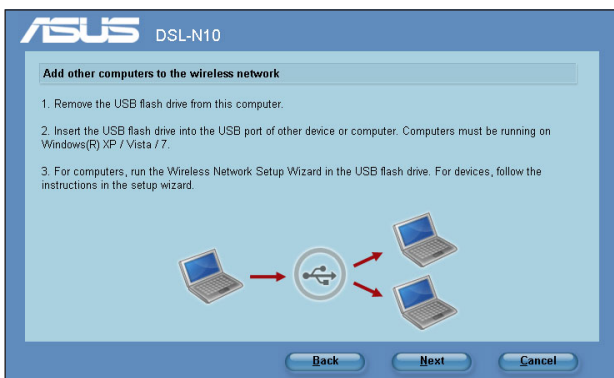 ASUS DSL-N10
Add other computers to the wireless network
1. Remove the USB flash drive from this computer.
2. Insert the USB flash drive into the USB port of other device or computer. Computers must be running on
Windows(R) XP / Vista / 7.
3. For computers, run the Wireless Network Setup Wizard in the USB flash drive. For devices, follow the
instructions in the setup wizard.
Back Next Cancel